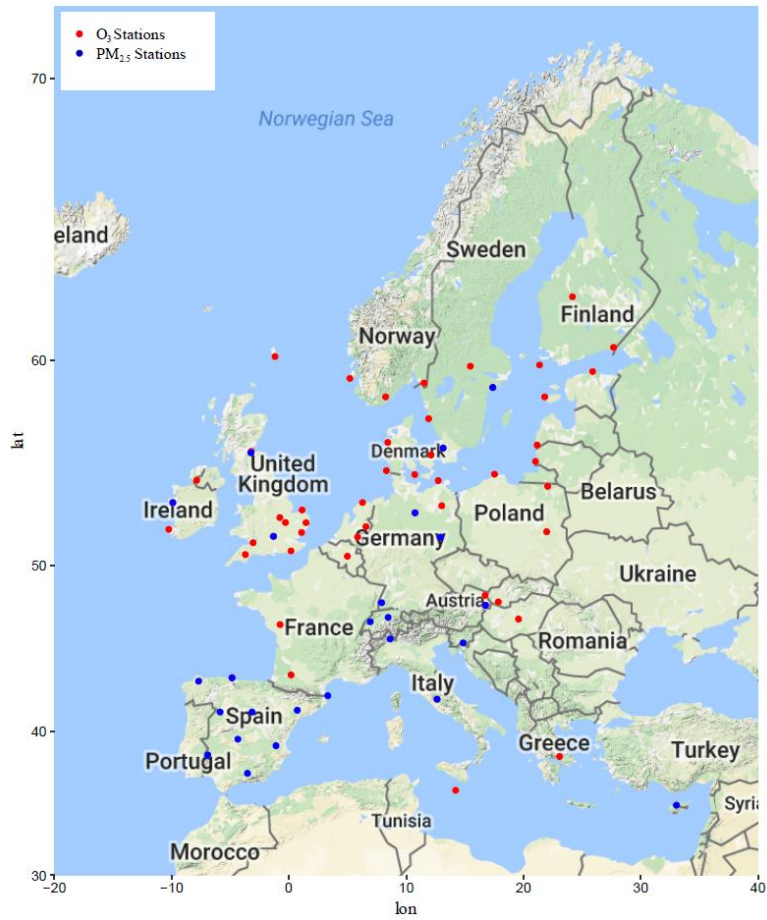 O₃ Stations
PM₂.₅ Stations
70
Norwegian Sea
eland
Sweden
Finland
Norway
60
lat
Denmark
United
Kingdom
Ireland
Belarus
Poland
Germany
50
Ukraine
Austria
France
Romania
Italy
Spain
40
Portugal
Greece
Turkey
Syria
Tunisia
Morocco
30
−20
−10
0
10
20
30
40
lon